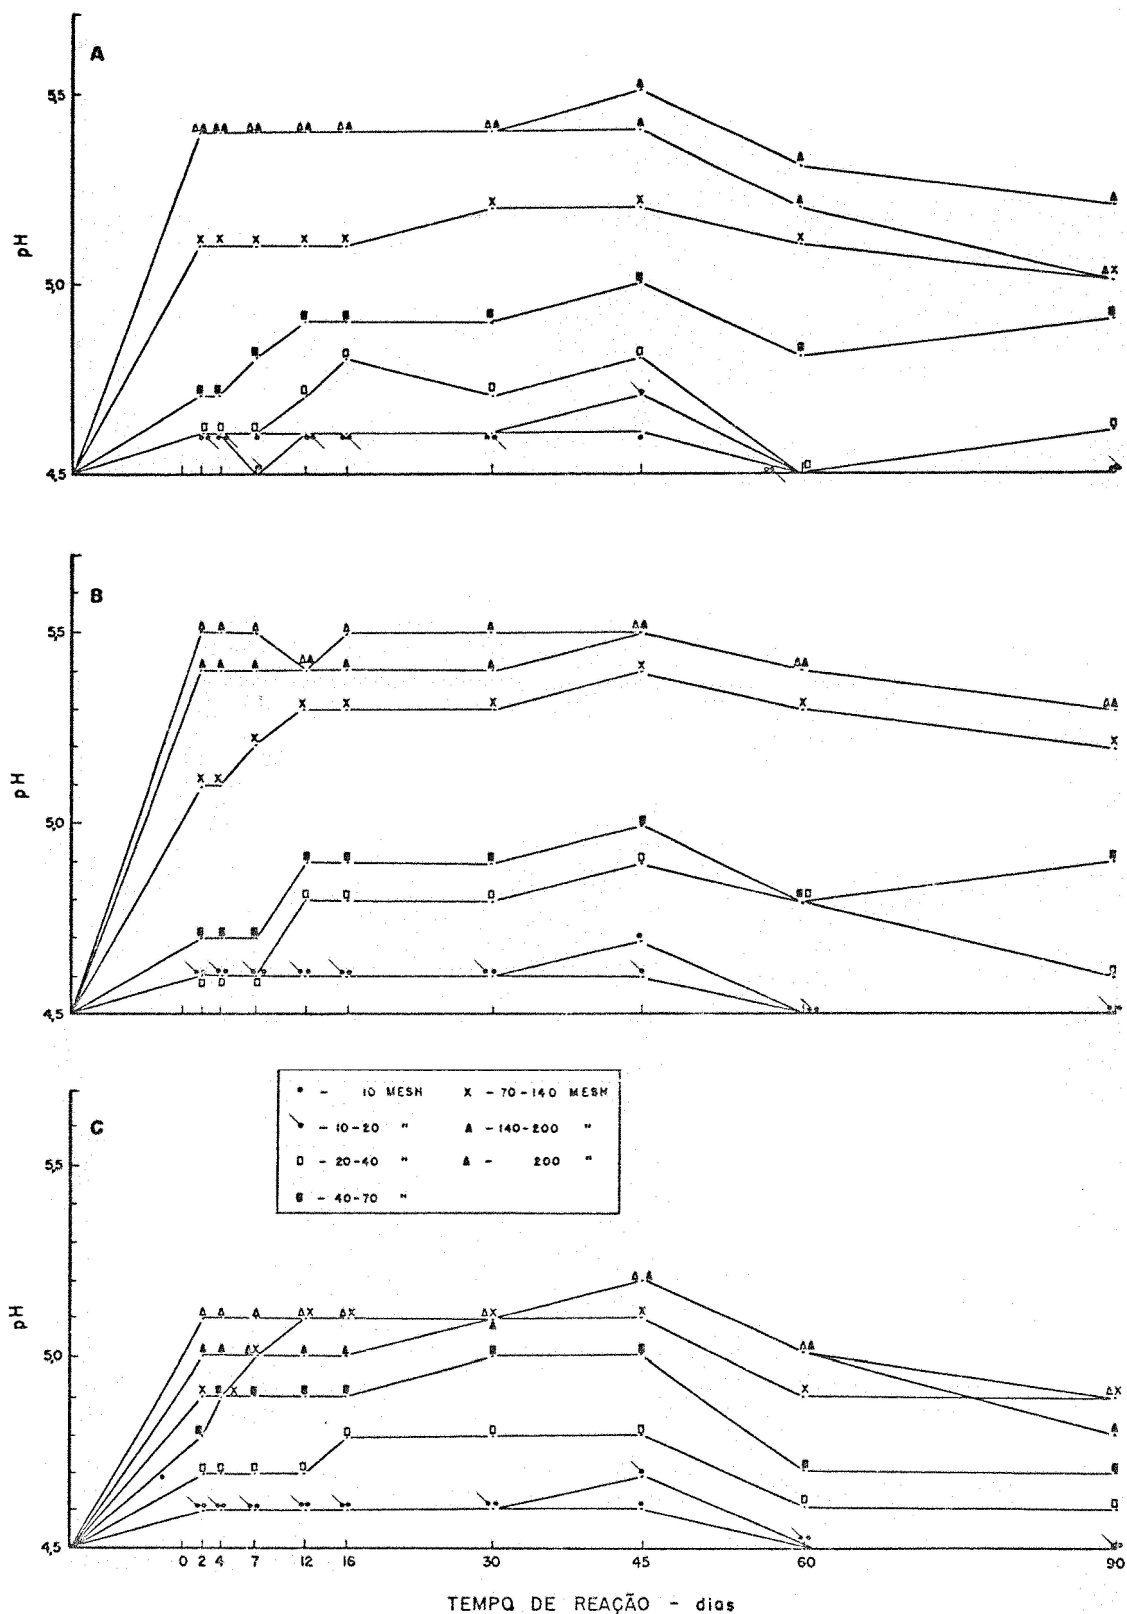 A
5,5
5,0
4,5
pH
B
5,5
5,0
4,5
pH
• - 10 MESH x - 70-140 MESH
- 10-20 " ▲ - 140-200 "
□ - 20-40 " ▲ - 200 "
■ - 40-70 "
C
5,5
5,0
4,5
pH
0 2 4 7 12 16 30 45 60 90
TEMPO DE REAÇÃO - dias